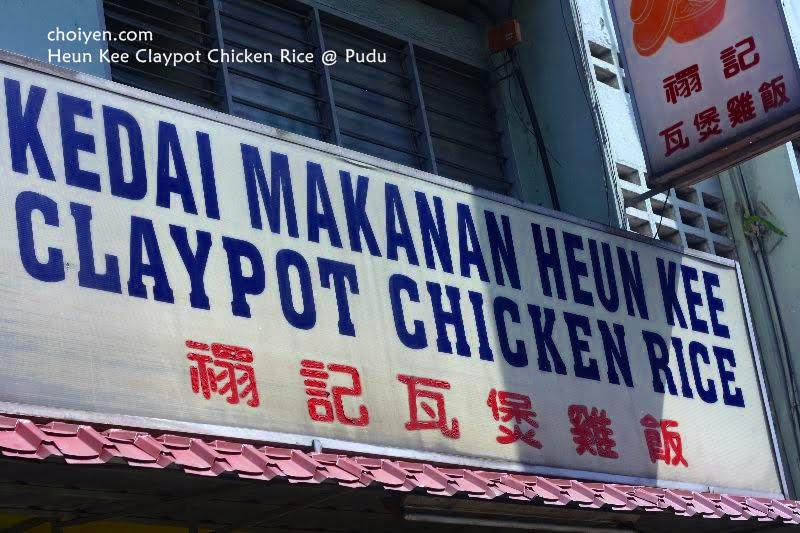 choiyen.com
Heun Kee Claypot Chicken Rice @ Pudu
禤記
瓦煲雞飯
KEDAI MAKANAN HEUN KEE
CLAYPOT CHICKEN RICE
禤記瓦煲雞飯